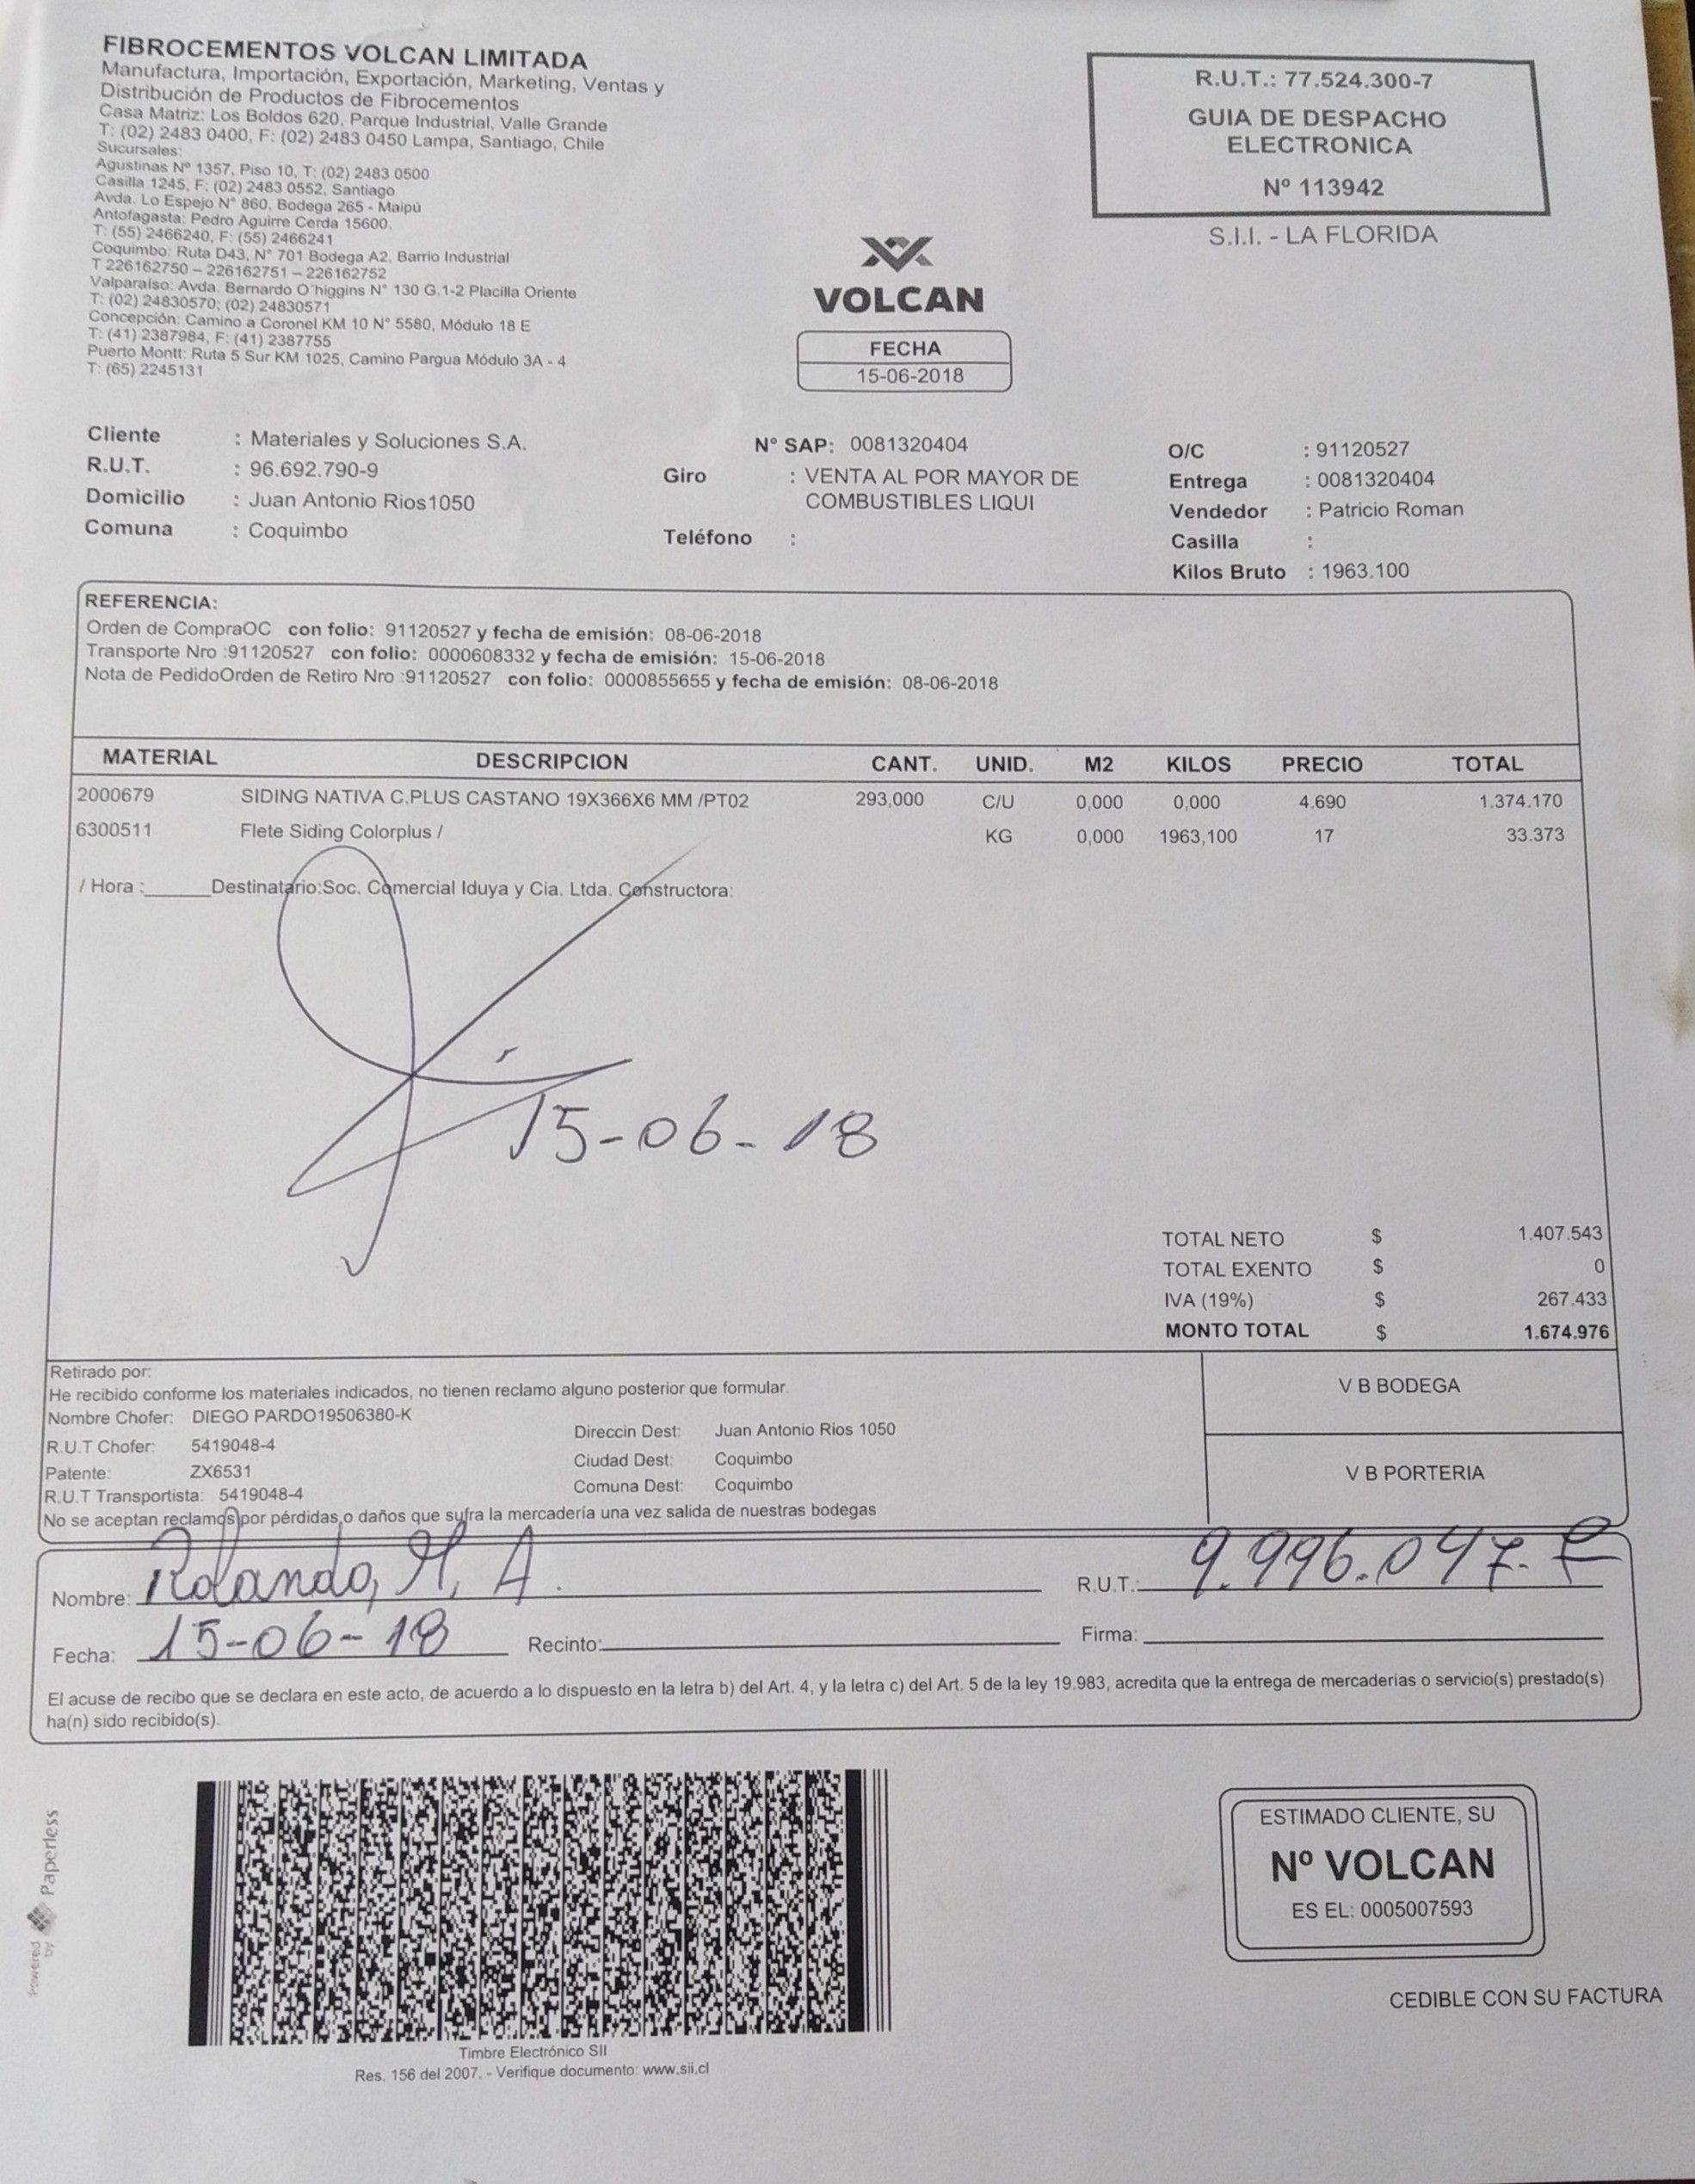 FIBROCEMENTOS VOLCAN LIMITADA
Manufactura, Importación, Exportación, Marketing, Ventas y
Distribución de Productos de Fibrocementos
Casa Matriz: Los Boldos 620, Parque Industrial, Valle Grande
T: (02) 2483 0400, F: (02) 2483 0450 Lampa, Santiago, Chile
Sucursales:
Agustinas Nº 1357, Piso 10, T: (02) 2483 0500
Casilla 1245, F: (02) 2483 0552, Santiago
Avda. Lo Espejo N° 860, Bodega 265 - Maipú
Antofagasta: Pedro Aguirre Cerda 15600.
T: (55) 2466240, F: (55) 2466241
Coquimbo: Ruta D43, N° 701 Bodega A2, Barrio Industrial
T 226162750 – 226162751 – 226162752
Valparaíso: Avda. Bernardo O´higgins N° 130 G.1-2 Placilla Oriente
T: (02) 24830570; (02) 24830571
Concepción: Camino a Coronel KM 10 N° 5580, Módulo 18 E
T: (41) 2387984, F: (41) 2387755
Puerto Montt: Ruta 5 Sur KM 1025, Camino Pargua Módulo 3A - 4
T: (65) 2245131
R.U.T.: 77.524.300-7
GUIA DE DESPACHO
ELECTRONICA
Nº 113942
S.I.I. - LA FLORIDA
VOLCAN
FECHA
15-06-2018
Cliente : Materiales y Soluciones S.A.
R.U.T. : 96.692.790-9
Domicilio : Juan Antonio Rios1050
Comuna : Coquimbo
N° SAP: 0081320404
Giro : VENTA AL POR MAYOR DE
COMBUSTIBLES LIQUI
Teléfono :
O/C : 91120527
Entrega : 0081320404
Vendedor : Patricio Roman
Casilla :
Kilos Bruto : 1963.100
REFERENCIA:
Orden de CompraOC con folio: 91120527 y fecha de emisión: 08-06-2018
Transporte Nro :91120527 con folio: 0000608332 y fecha de emisión: 15-06-2018
Nota de PedidoOrden de Retiro Nro :91120527 con folio: 0000855655 y fecha de emisión: 08-06-2018
MATERIAL DESCRIPCION CANT. UNID. M2 KILOS PRECIO TOTAL
2000679 SIDING NATIVA C.PLUS CASTANO 19X366X6 MM /PT02 293,000 C/U 0,000 0,000 4.690 1.374.170
6300511 Flete Siding Colorplus / KG 0,000 1963,100 17 33.373
/ Hora :______Destinatario:Soc. Comercial Iduya y Cia. Ltda. Constructora:
15-06-18
TOTAL NETO $ 1.407.543
TOTAL EXENTO $ 0
IVA (19%) $ 267.433
MONTO TOTAL $ 1.674.976
Retirado por:
He recibido conforme los materiales indicados, no tienen reclamo alguno posterior que formular.
Nombre Chofer: DIEGO PARDO19506380-K
R.U.T Chofer: 5419048-4
Patente: ZX6531
R.U.T Transportista: 5419048-4
Direccin Dest: Juan Antonio Rios 1050
Ciudad Dest: Coquimbo
Comuna Dest: Coquimbo
No se aceptan reclamos por pérdidas o daños que sufra la mercadería una vez salida de nuestras bodegas
V B BODEGA
V B PORTERIA
Nombre: Rolando, M, A. R.U.T.: 9.996.047-
Fecha: 15-06-18 Recinto: Firma:
El acuse de recibo que se declara en este acto, de acuerdo a lo dispuesto en la letra b) del Art. 4, y la letra c) del Art. 5 de la ley 19.983, acredita que la entrega de mercaderias o servicio(s) prestado(s)
ha(n) sido recibido(s).
Powered by Paperless
Timbre Electrónico SII
Res. 156 del 2007. - Verifique documento: www.sii.cl
ESTIMADO CLIENTE, SU
Nº VOLCAN
ES EL: 0005007593
CEDIBLE CON SU FACTURA